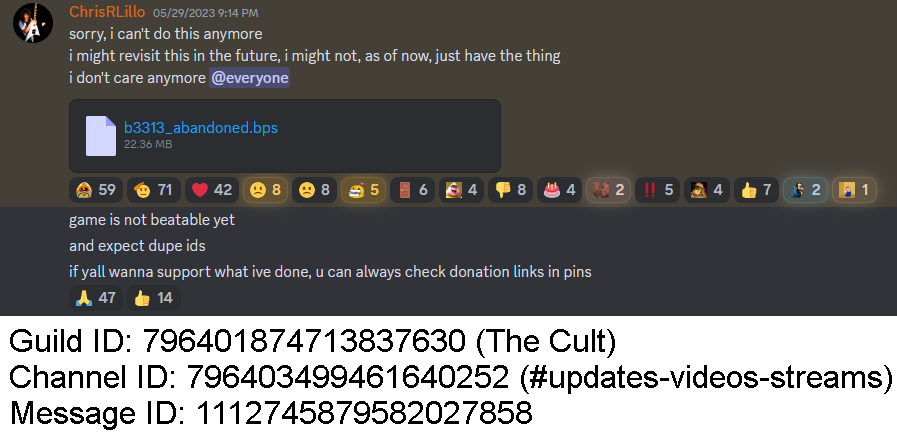 ChrisRLillo 05/29/2023 9:14 PM
sorry, i can't do this anymore
i might revisit this in the future, i might not, as of now, just have the thing
i don't care anymore @everyone
b3313_abandoned.bps
22.36 MB
59 71 42 8 8 5 6 4 8 4 2 5 4 7 2 1
game is not beatable yet
and expect dupe ids
if yall wanna support what ive done, u can always check donation links in pins
47 14
Guild ID: 796401874713837630 (The Cult)
Channel ID: 796403499461640252 (#updates-videos-streams)
Message ID: 1112745879582027858